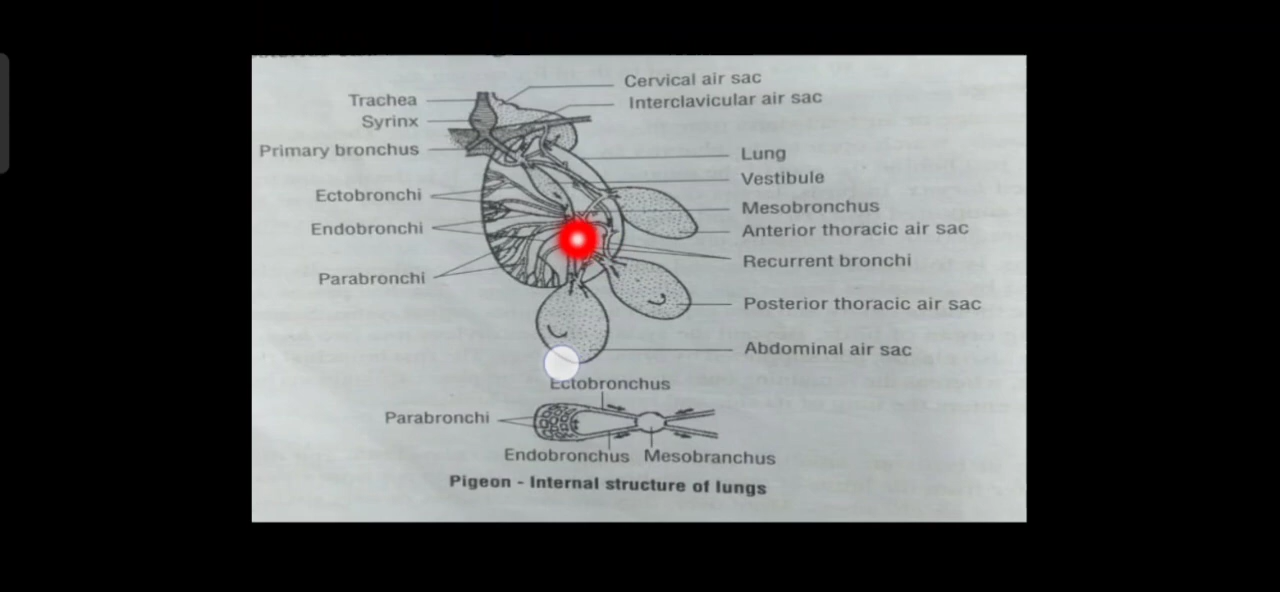 Cervical air sac
Trachea
Interclavicular air sac
Syrinx
Primary bronchus
Lung
Vestibule
Ectobronchi
Mesobronchus
Endobronchi
Anterior thoracic air sac
Recurrent bronchi
Parabronchi
Posterior thoracic air sac
Abdominal air sac
Ectobronchus
Parabronchi
Endobronchus Mesobranchus
Pigeon - Internal structure of lungs